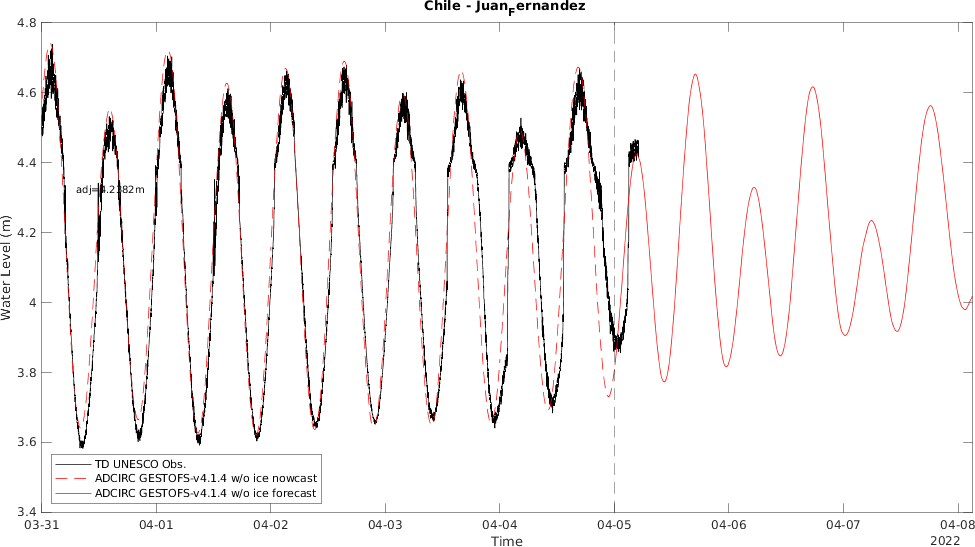 Chile - JuanFernandez
4.8
4.6
4.4
4.2
4
3.8
3.6
3.4
Water Level (m)
adj=4.2382m
TD UNESCO Obs.
ADCIRC GESTOFS-v4.1.4 w/o ice nowcast
ADCIRC GESTOFS-v4.1.4 w/o ice forecast
03-31 04-01 04-02 04-03 04-04 04-05 04-06 04-07 04-08
Time 2022